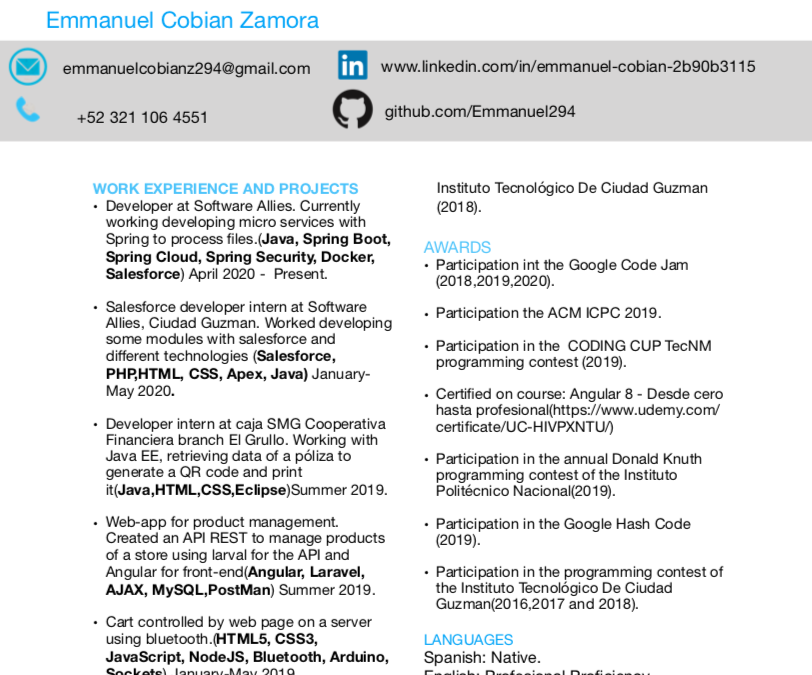 Emmanuel Cobian Zamora
emmanuelcobianz294@gmail.com
www.linkedin.com/in/emmanuel-cobian-2b90b3115
+52 321 106 4551
github.com/Emmanuel294
WORK EXPERIENCE AND PROJECTS
• Developer at Software Allies. Currently
working developing micro services with
Spring to process files.(Java, Spring Boot,
Spring Cloud, Spring Security, Docker,
Salesforce) April 2020 - Present.
• Salesforce developer intern at Software
Allies, Ciudad Guzman. Worked developing
some modules with salesforce and
different technologies (Salesforce,
PHP,HTML, CSS, Apex, Java) January-
May 2020.
• Developer intern at caja SMG Cooperativa
Financiera branch El Grullo. Working with
Java EE, retrieving data of a póliza to
generate a QR code and print
it(Java,HTML,CSS,Eclipse)Summer 2019.
• Web-app for product management.
Created an API REST to manage products
of a store using larval for the API and
Angular for front-end(Angular, Laravel,
AJAX, MySQL,PostMan) Summer 2019.
• Cart controlled by web page on a server
using bluetooth.(HTML5, CSS3,
JavaScript, NodeJS, Bluetooth, Arduino,
Sockets) January-May 2019
Instituto Tecnológico De Ciudad Guzman
(2018).
AWARDS
• Participation int the Google Code Jam
(2018,2019,2020).
• Participation the ACM ICPC 2019.
• Participation in the CODING CUP TecNM
programming contest (2019).
• Certified on course: Angular 8 - Desde cero
hasta profesional(https://www.udemy.com/
certificate/UC-HIVPXNTU/)
• Participation in the annual Donald Knuth
programming contest of the Instituto
Politécnico Nacional(2019).
• Participation in the Google Hash Code
(2019).
• Participation in the programming contest of
the Instituto Tecnológico De Ciudad
Guzman(2016,2017 and 2018).
LANGUAGES
Spanish: Native.
English: Profesional Proficiency